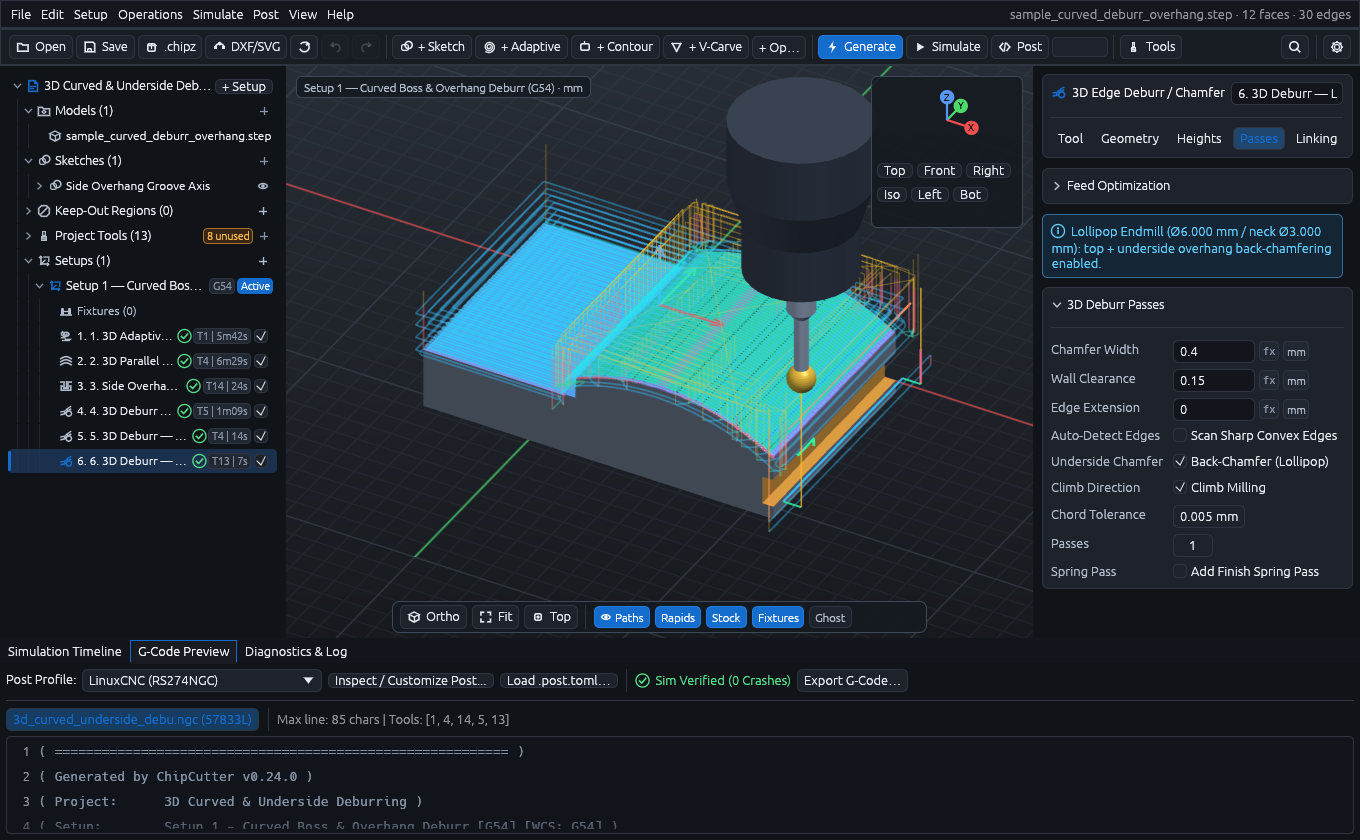 File Edit Setup Operations Simulate Post View Help
sample_curved_deburr_overhang.step · 12 faces · 30 edges
Open Save .chipz DXF/SVG + Sketch + Adaptive + Contour + V-Carve + Op... Generate Simulate Post Tools
3D Curved & Underside Deb... + Setup
Models (1) +
sample_curved_deburr_overhang.step
Sketches (1) +
Side Overhang Groove Axis
Keep-Out Regions (0) +
Project Tools (13) 8 unused +
Setups (1) +
Setup 1 — Curved Bos... G54 Active
Fixtures (0)
1. 1. 3D Adaptiv... T1 | 5m42s
2. 2. 3D Parallel ... T4 | 6m29s
3. 3. Side Overha... T14 | 24s
4. 4. 3D Deburr ... T5 | 1m09s
5. 5. 3D Deburr — ... T4 | 14s
6. 6. 3D Deburr — ... T13 | 7s
Setup 1 — Curved Boss & Overhang Deburr (G54) · mm
Z
Y
X
Top Front Right
Iso Left Bot
Ortho Fit Top Paths Rapids Stock Fixtures Ghost
3D Edge Deburr / Chamfer 6. 3D Deburr — L
Tool Geometry Heights Passes Linking
Feed Optimization
Lollipop Endmill (Ø6.000 mm / neck Ø3.000
mm): top + underside overhang back-chamfering
enabled.
3D Deburr Passes
Chamfer Width 0.4 fx mm
Wall Clearance 0.15 fx mm
Edge Extension 0 fx mm
Auto-Detect Edges Scan Sharp Convex Edges
Underside Chamfer Back-Chamfer (Lollipop)
Climb Direction Climb Milling
Chord Tolerance 0.005 mm
Passes 1
Spring Pass Add Finish Spring Pass
Simulation Timeline G-Code Preview Diagnostics & Log
Post Profile: LinuxCNC (RS274NGC) Inspect / Customize Post... Load .post.toml... Sim Verified (0 Crashes) Export G-Code...
3d_curved_underside_debu.ngc (57833L) Max line: 85 chars | Tools: [1, 4, 14, 5, 13]
1 ( ========================================================== )
2 ( Generated by ChipCutter v0.24.0 )
3 ( Project: 3D Curved & Underside Deburring )
4 ( Setup: Setup 1 - Curved Boss & Overhang Deburr [G54] [WCS: G54] )